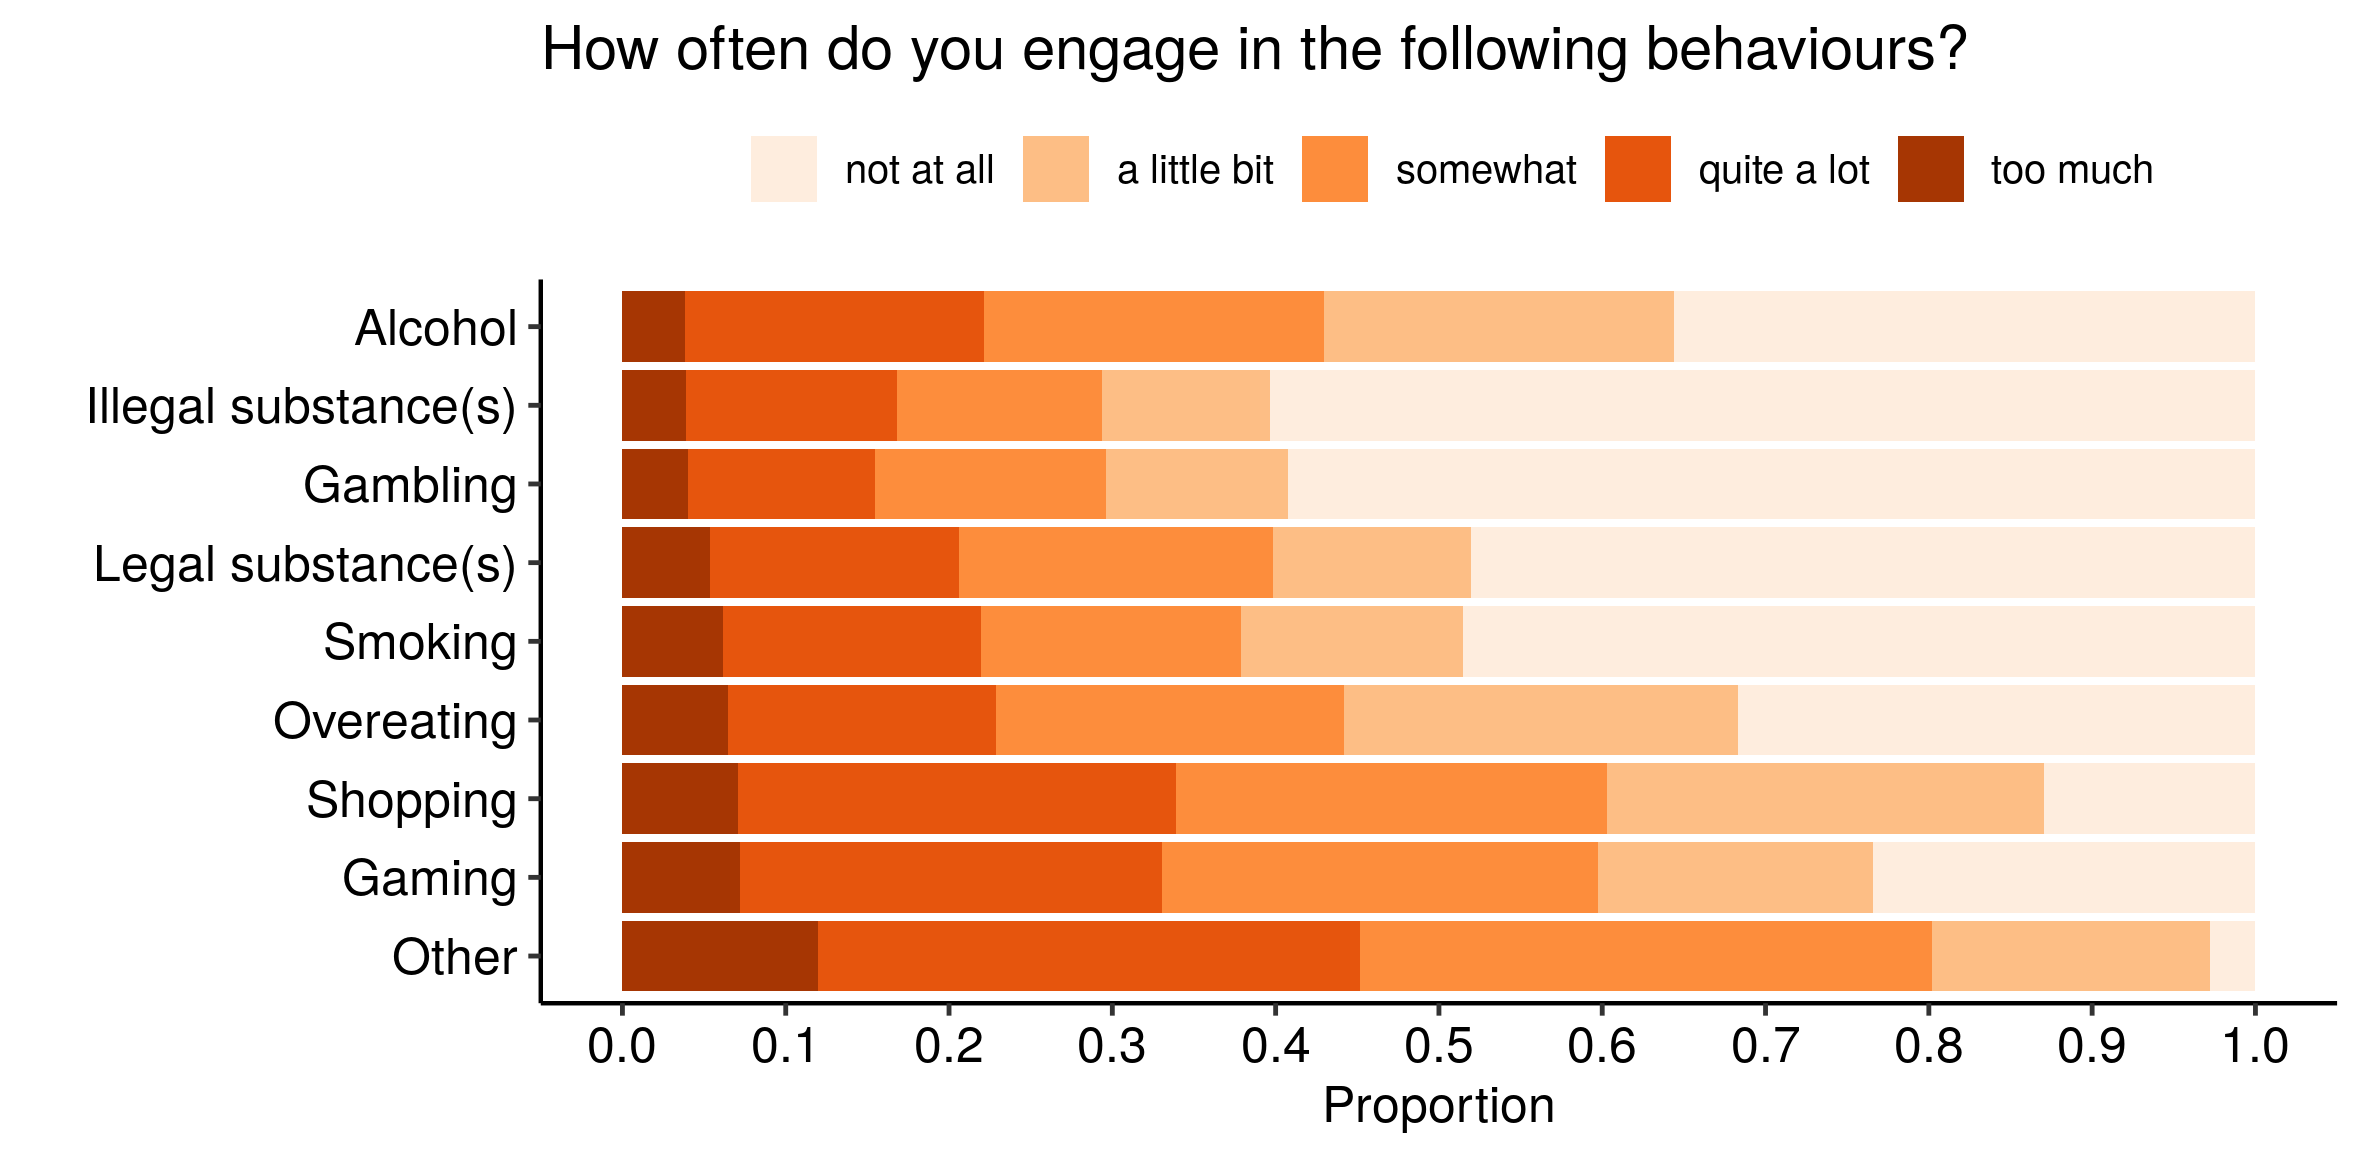 How often do you engage in the following behaviours?
not at all a little bit somewhat quite a lot too much
Alcohol
Illegal substance(s)
Gambling
Legal substance(s)
Smoking
Overeating
Shopping
Gaming
Other
0.0 0.1 0.2 0.3 0.4 0.5 0.6 0.7 0.8 0.9 1.0
Proportion